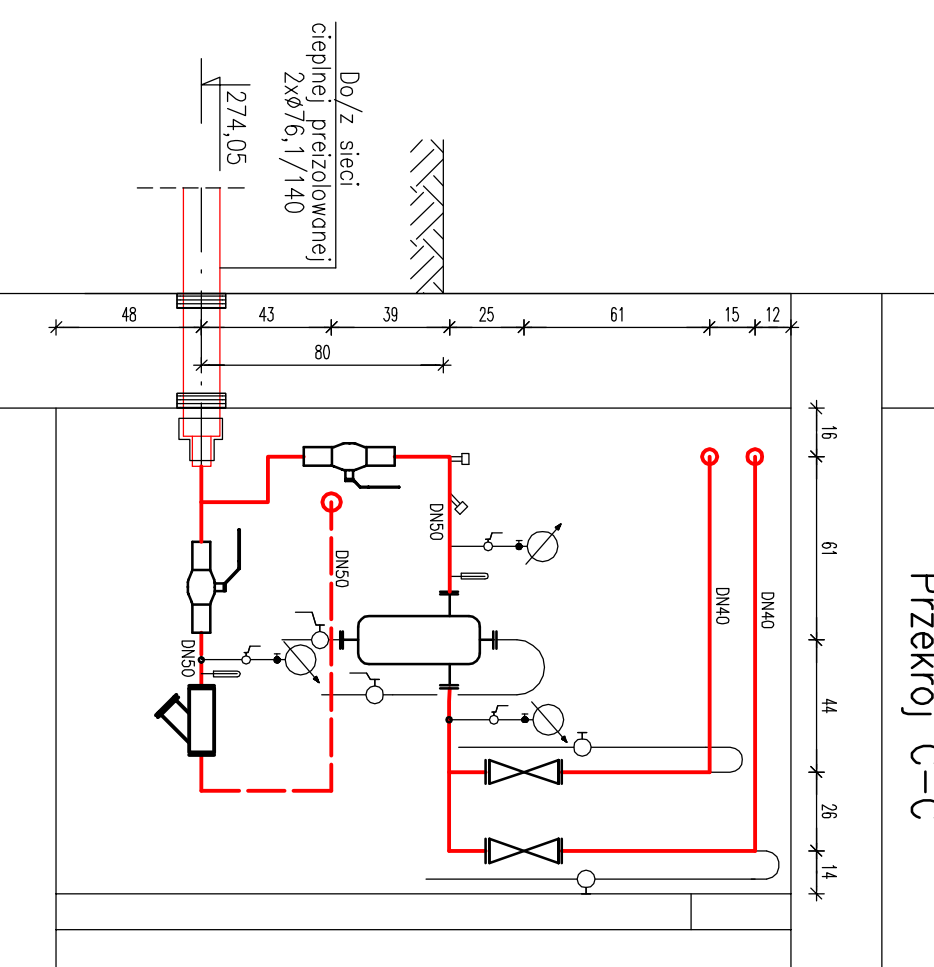 Przekrój C-C
Do/z sieci
cieplnej preizolowanej
2xø76,1/140
274,05
48
43
39
25
61
15
12
80
16
61
44
26
14
DN50
DN50
DN50
DN40
DN40